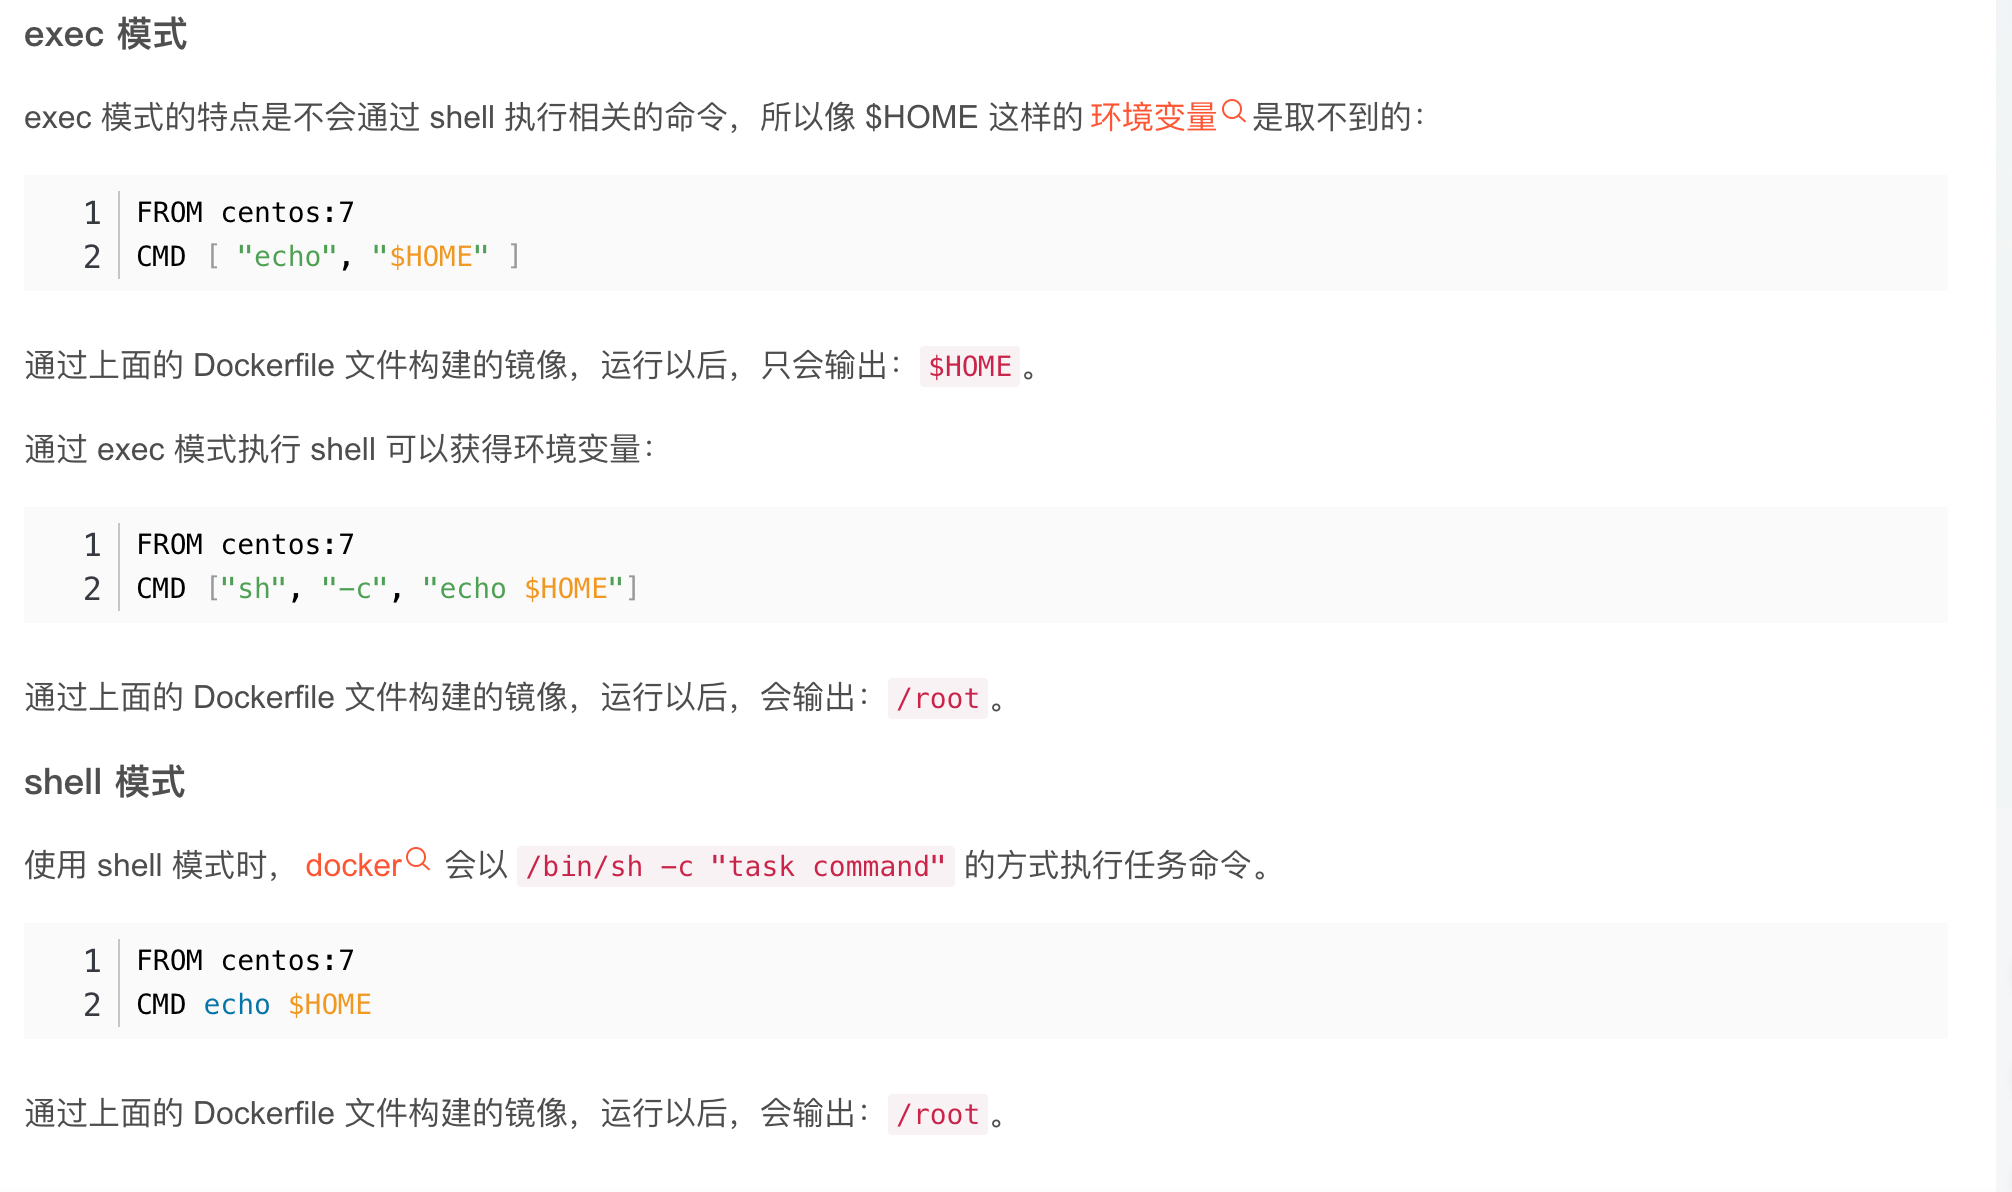 exec 模式
exec 模式的特点是不会通过 shell 执行相关的命令，所以像 $HOME 这样的 环境变量 是取不到的：
1 FROM centos:7
2 CMD [ "echo", "$HOME" ]
通过上面的 Dockerfile 文件构建的镜像，运行以后，只会输出： $HOME 。
通过 exec 模式执行 shell 可以获得环境变量：
1 FROM centos:7
2 CMD ["sh", "-c", "echo $HOME"]
通过上面的 Dockerfile 文件构建的镜像，运行以后，会输出： /root 。
shell 模式
使用 shell 模式时， docker 会以 /bin/sh -c "task command" 的方式执行任务命令。
1 FROM centos:7
2 CMD echo $HOME
通过上面的 Dockerfile 文件构建的镜像，运行以后，会输出： /root 。